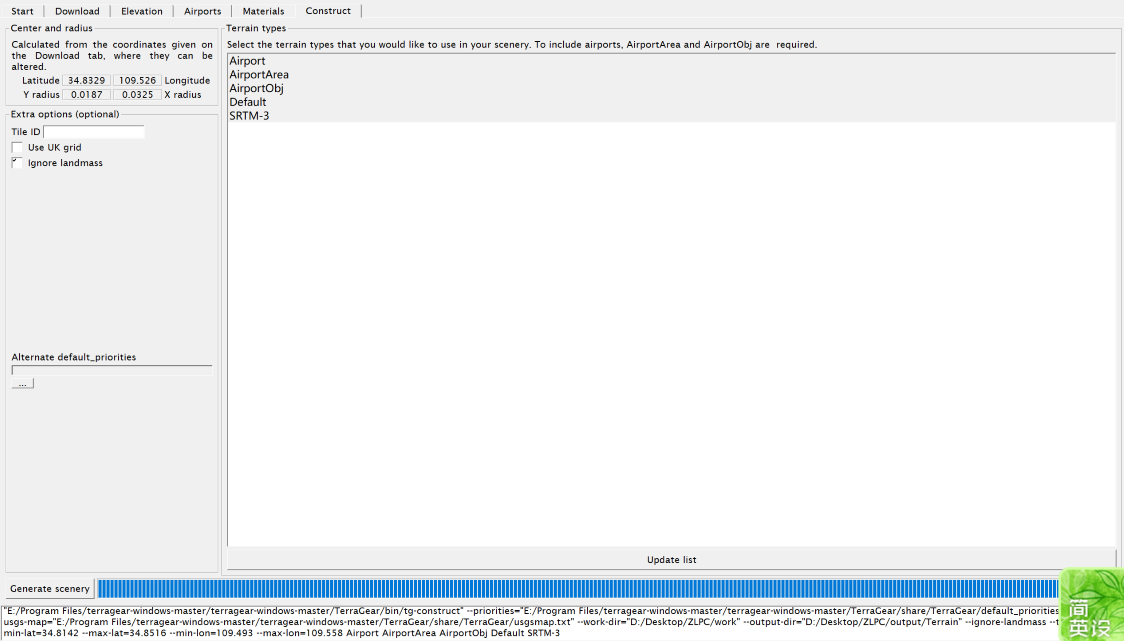 Start Download Elevation Airports Materials Construct
Center and radius
Calculated from the coordinates given on
the Download tab, where they can be
altered.
Latitude 34.8329 109.526 Longitude
Y radius 0.0187 0.0325 X radius
Extra options (optional)
Tile ID
Use UK grid
Ignore landmass
Alternate default_priorities
...
Terrain types
Select the terrain types that you would like to use in your scenery. To include airports, AirportArea and AirportObj are required.
Airport
AirportArea
AirportObj
Default
SRTM-3
Update list
Generate scenery
"E:/Program Files/terragear-windows-master/terragear-windows-master/TerraGear/bin/tg-construct" --priorities="E:/Program Files/terragear-windows-master/terragear-windows-master/TerraGear/share/TerraGear/default_priorities
usgs-map="E:/Program Files/terragear-windows-master/terragear-windows-master/TerraGear/share/TerraGear/usgsmap.txt" --work-dir="D:/Desktop/ZLPC/work" --output-dir="D:/Desktop/ZLPC/output/Terrain" --ignore-landmass --t
min-lat=34.8142 --max-lat=34.8516 --min-lon=109.493 --max-lon=109.558 Airport AirportArea AirportObj Default SRTM-3
简
英 设